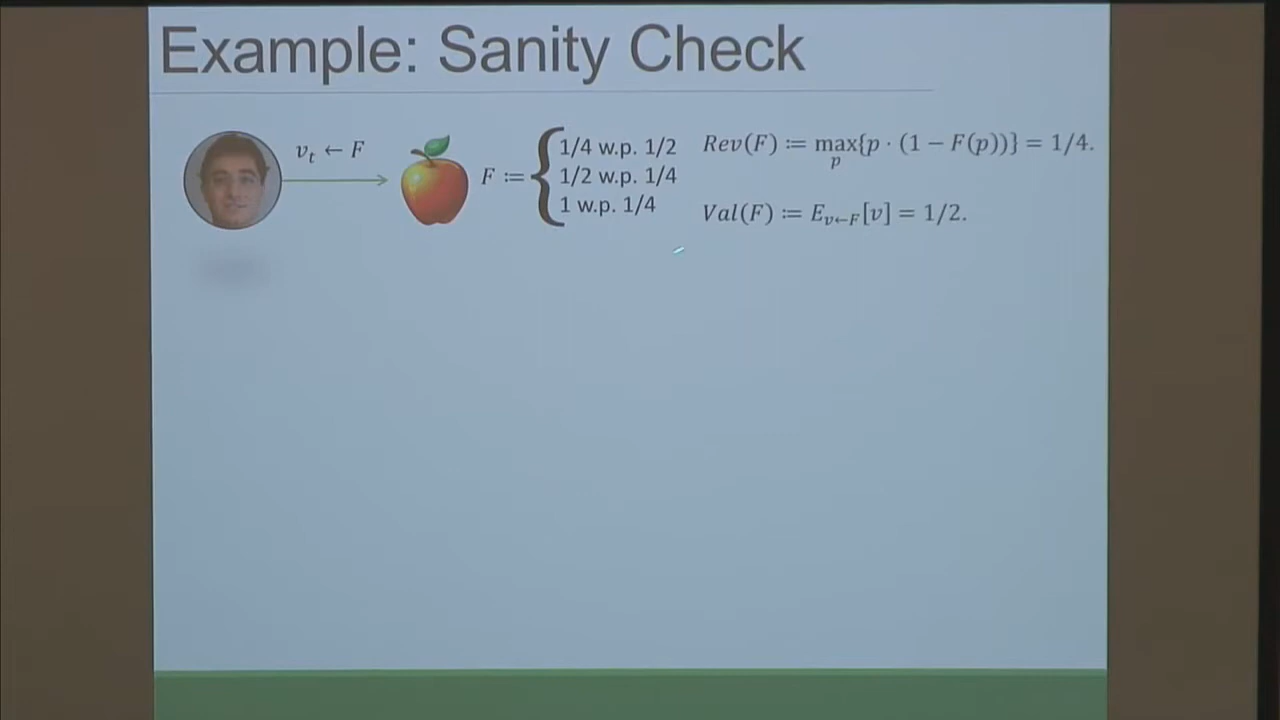 Example: Sanity Check
v_t ← F
F := {
1/4 w.p. 1/2
1/2 w.p. 1/4
1 w.p. 1/4
Rev(F) := max_p{p · (1 − F(p))} = 1/4.
Val(F) := E_{v←F}[v] = 1/2.